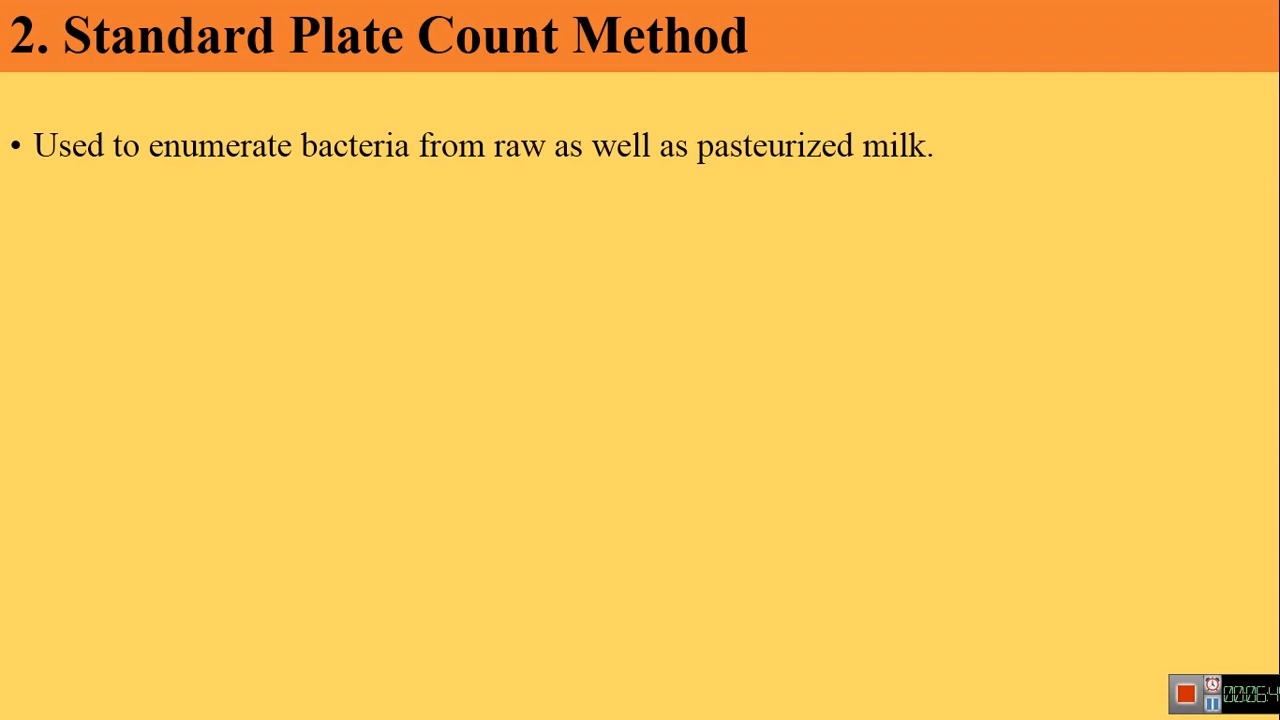 2. Standard Plate Count Method
• Used to enumerate bacteria from raw as well as pasteurized milk.